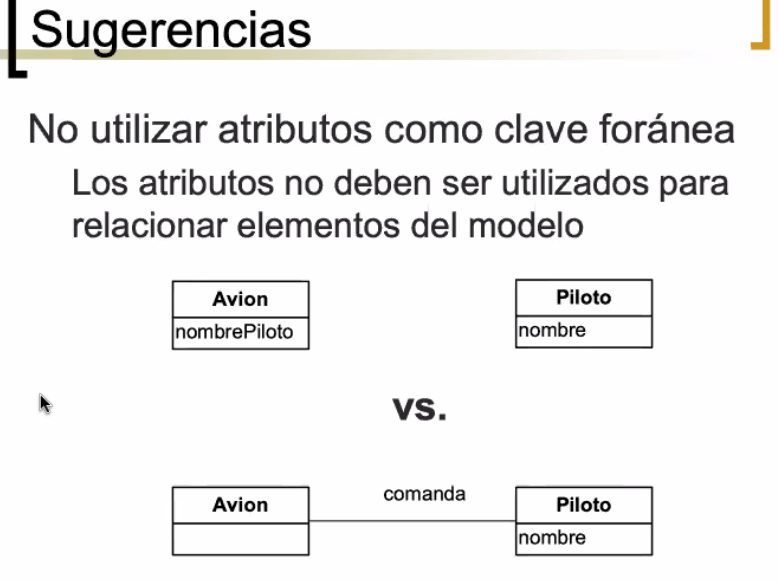 Sugerencias
No utilizar atributos como clave foránea
Los atributos no deben ser utilizados para
relacionar elementos del modelo
Avion
Piloto
nombrePiloto
nombre
vs.
Avion
comanda
Piloto
nombre